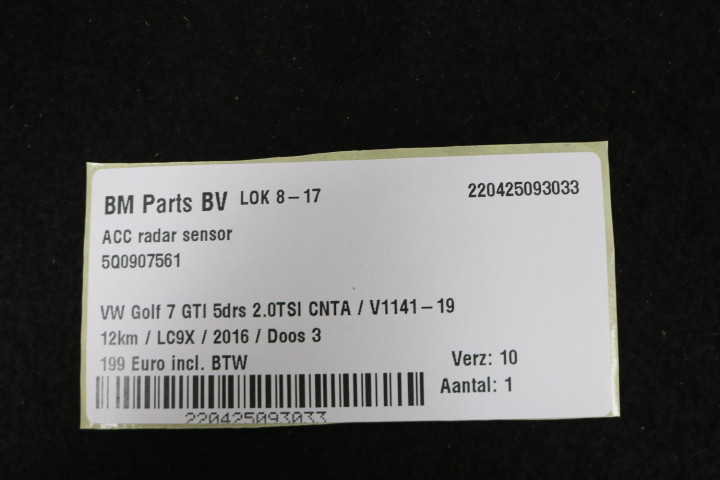 BM Parts BV LOK 8-17 220425093033
ACC radar sensor
5Q0907561
VW Golf 7 GTI 5drs 2.0TSI CNTA / V1141-19
12km / LC9X / 2016 / Doos 3
199 Euro incl. BTW Verz: 10
Aantal: 1
220425093033